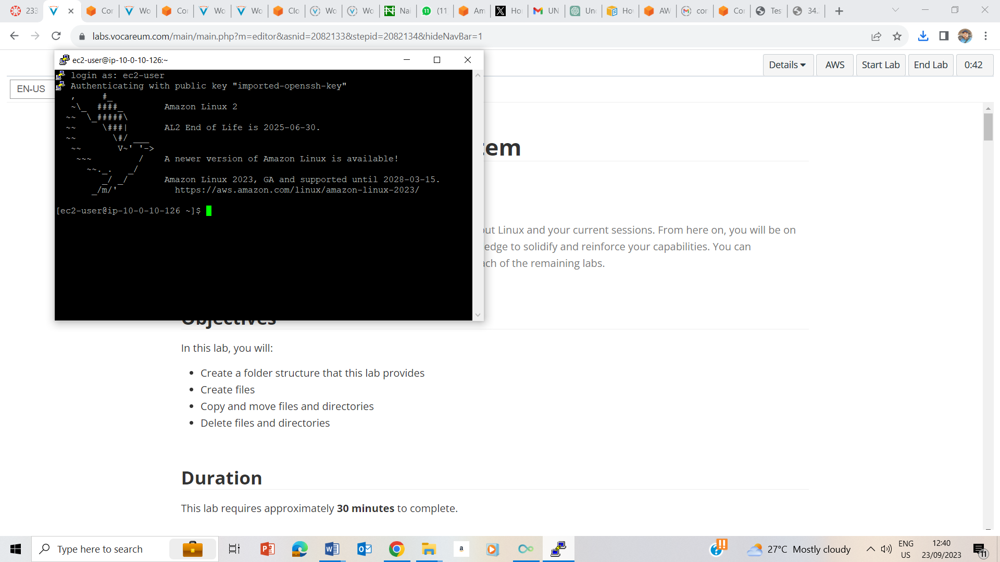 233
Cor
Wo
Cor
Wo
Wo
Clo
Wo
Wo
Nai
(11
Am
Ho
UN
Unc
Ho
AW
cor
Cor
Tes
34.
labs.vocareum.com/main/main.php?m=editor&asnid=2082133&stepid=2082134&hideNavBar=1
ec2-user@ip-10-0-10-126:~
Details AWS Start Lab End Lab 0:42
EN-US
login as: ec2-user
Authenticating with public key "imported-openssh-key"
   ,     #_
   ~\_  ####_        Amazon Linux 2
  ~~  \_#####\
  ~~     \###|       AL2 End of Life is 2025-06-30.
  ~~       \#/ ___
   ~~       V~' '->
    ~~~         /    A newer version of Amazon Linux is available!
      ~~._.   _/
         _/ _/       Amazon Linux 2023, GA and supported until 2028-03-15.
       _/m/'           https://aws.amazon.com/linux/amazon-linux-2023/
[ec2-user@ip-10-0-10-126 ~]$
tem
out Linux and your current sessions. From here on, you will be on
edge to solidify and reinforce your capabilities. You can
ach of the remaining labs.
Objectives
In this lab, you will:
• Create a folder structure that this lab provides
• Create files
• Copy and move files and directories
• Delete files and directories
Duration
This lab requires approximately 30 minutes to complete.
Type here to search
a
27°C Mostly cloudy
ENG
US
12:40
23/09/2023
11